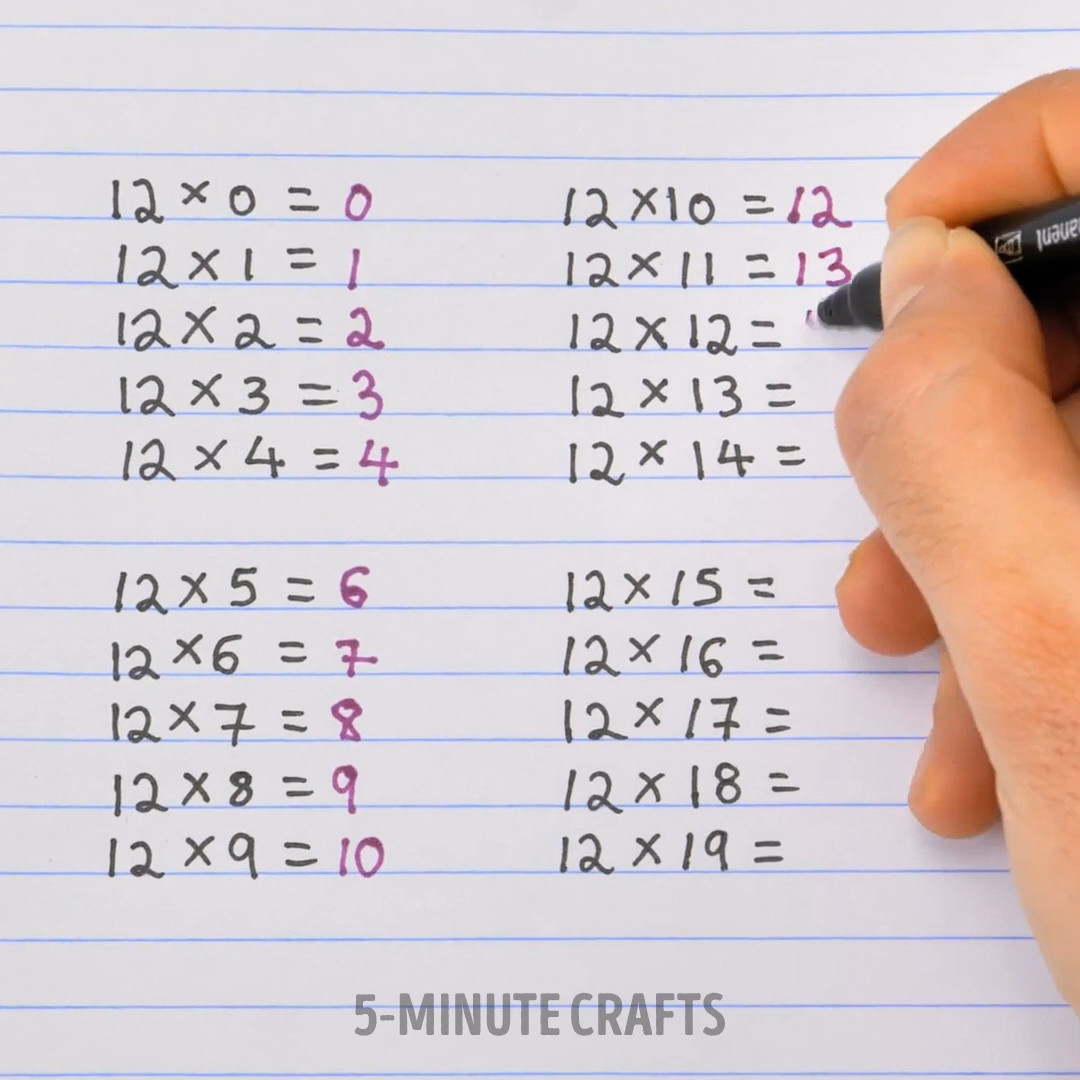 12 × 0 = 0
12 × 1 = 1
12 × 2 = 2
12 × 3 = 3
12 × 4 = 4
12 × 5 = 6
12 × 6 = 7
12 × 7 = 8
12 × 8 = 9
12 × 9 = 10
12 × 10 = 12
12 × 11 = 13
12 × 12 =
12 × 13 =
12 × 14 =
12 × 15 =
12 × 16 =
12 × 17 =
12 × 18 =
12 × 19 =
5-MINUTE CRAFTS